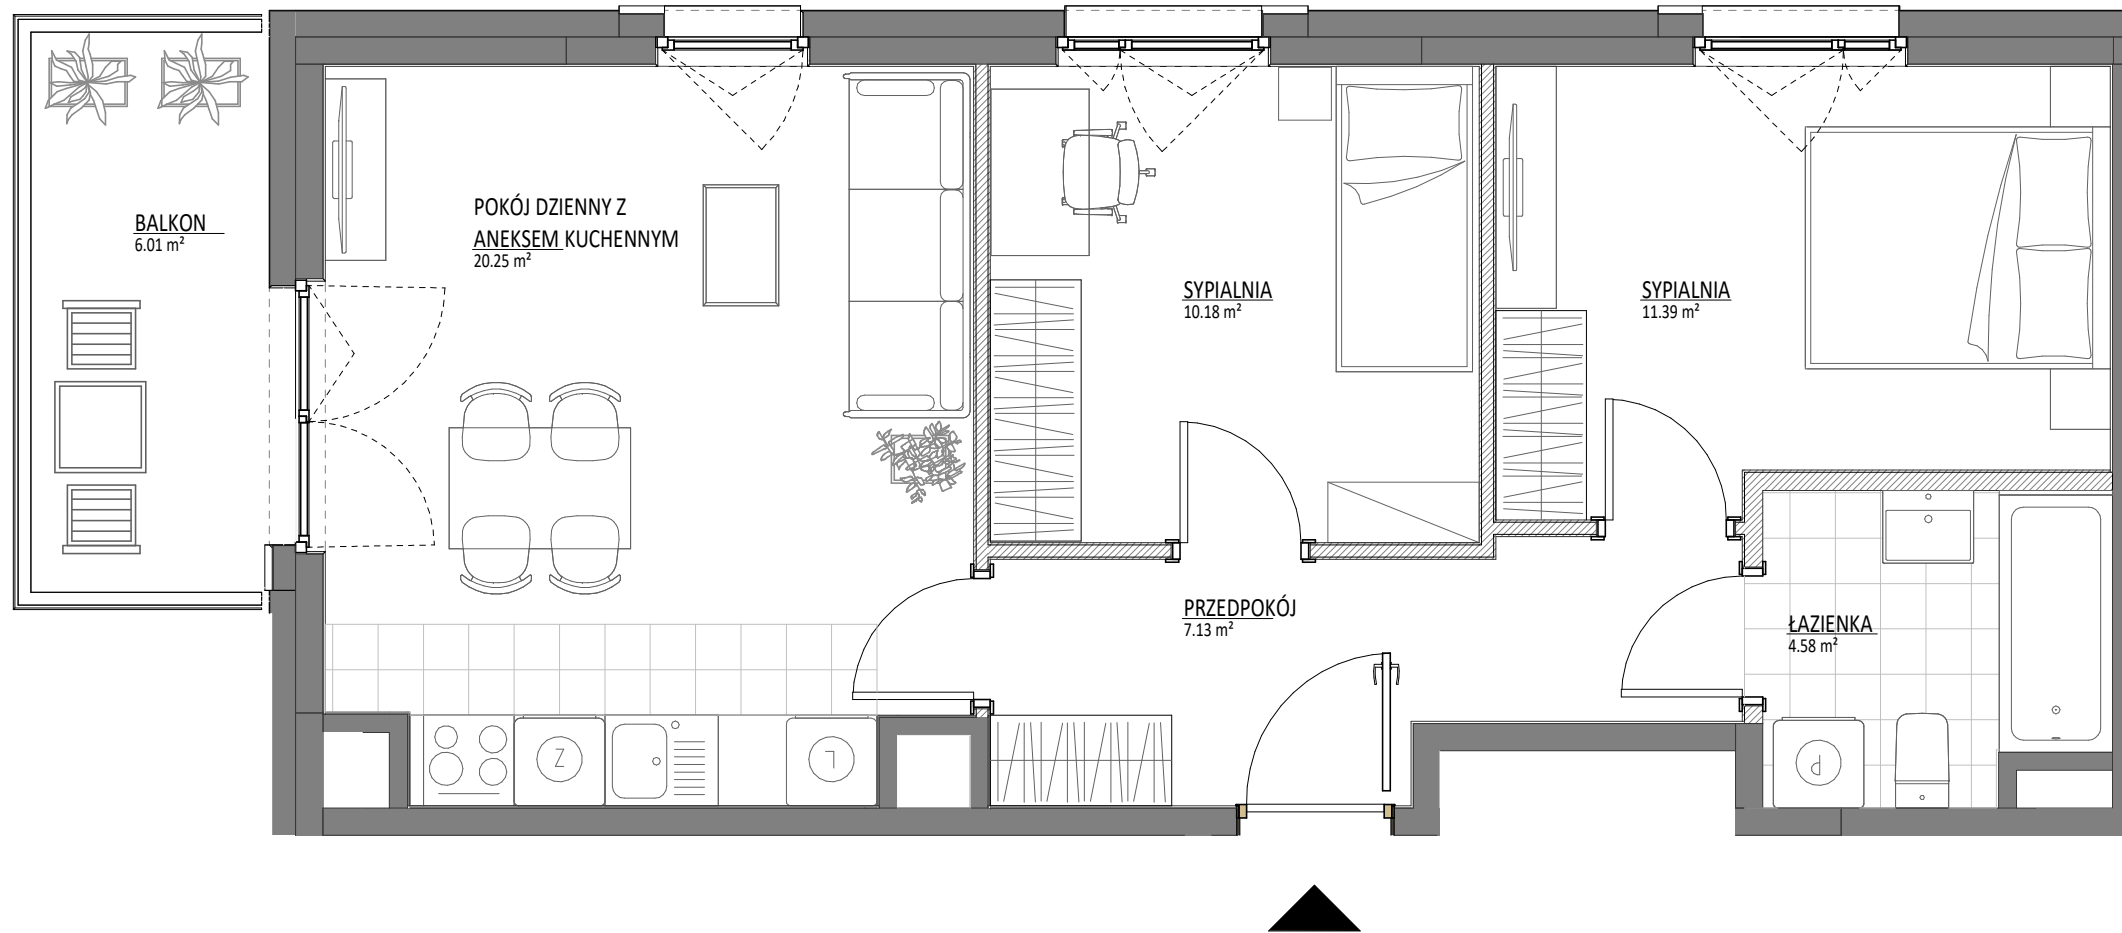 BALKON
6.01 m²
POKÓJ DZIENNY Z
ANEKSEM KUCHENNYM
20.25 m²
SYPIALNIA
10.18 m²
SYPIALNIA
11.39 m²
PRZEDPOKÓJ
7.13 m²
ŁAZIENKA
4.58 m²
Z
L
P